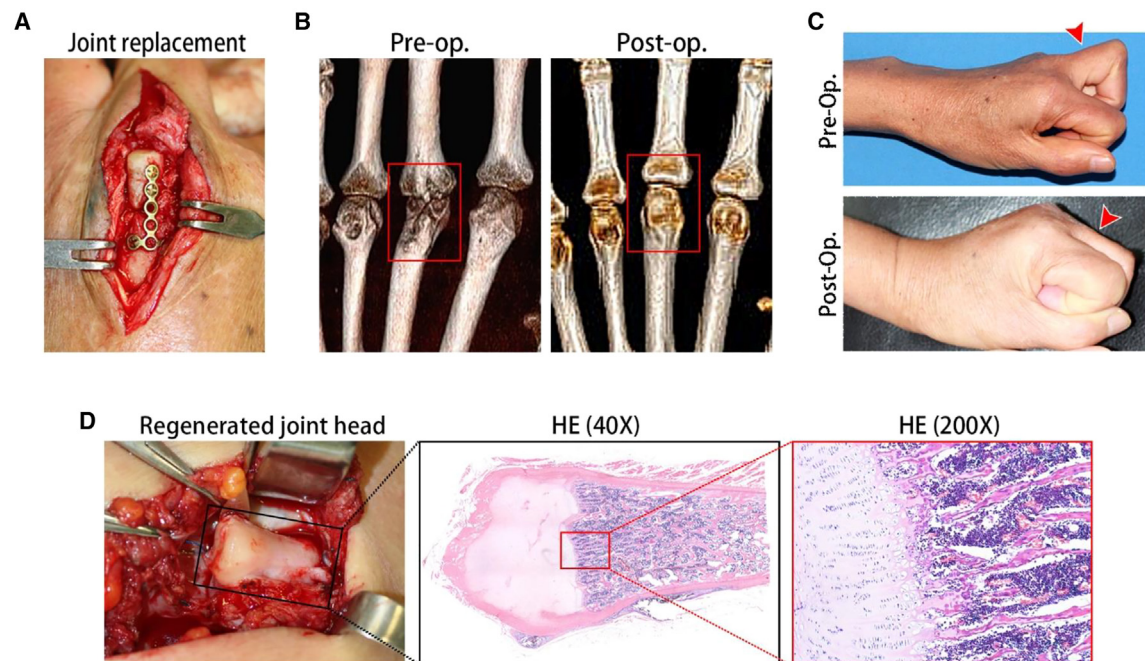 A
Joint replacement
B
Pre-op.
Post-op.
C
Pre-Op.
Post-Op.
D
Regenerated joint head
HE (40X)
HE (200X)